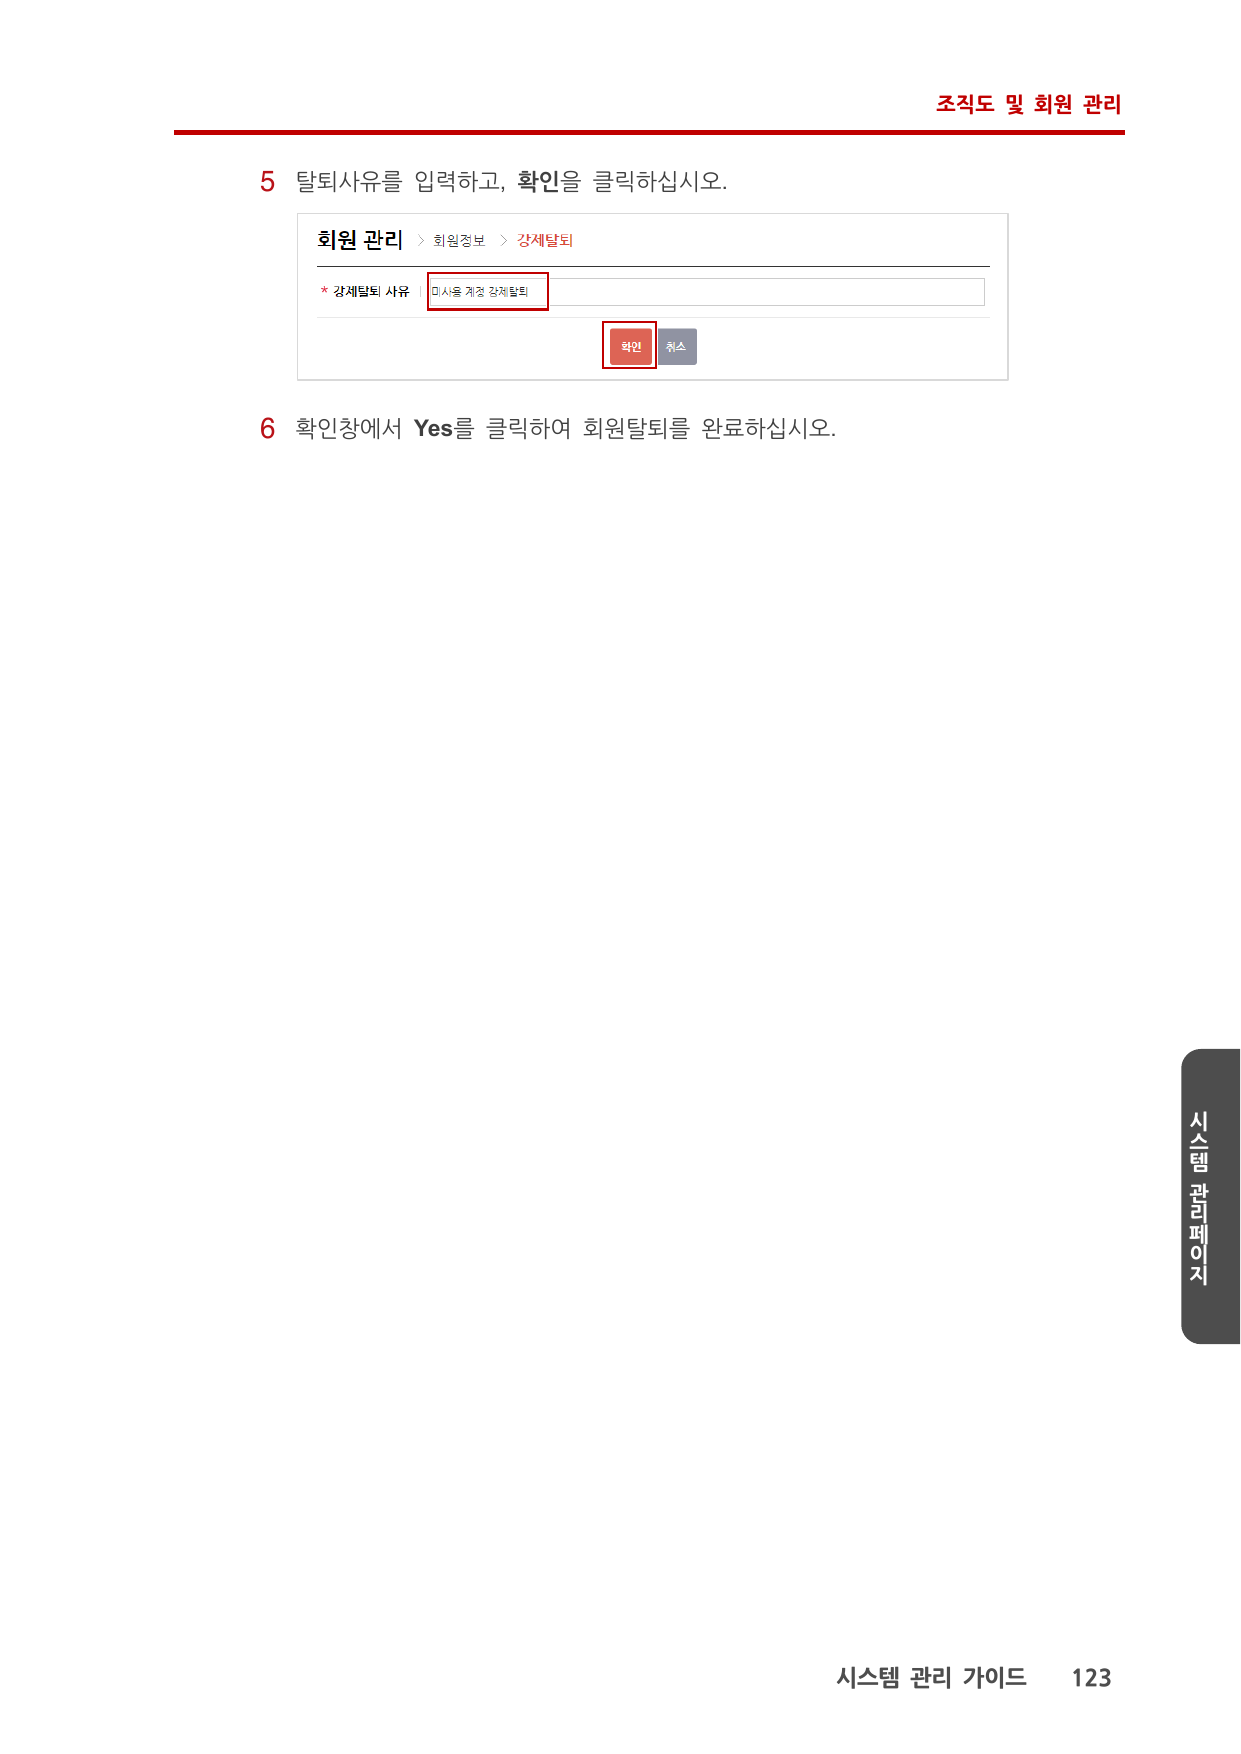 조직도 및 회원 관리
5 탈퇴사유를 입력하고, 확인을 클릭하십시오.
회원 관리 > 회원정보 > 강제탈퇴
* 강제탈퇴 사유 미사용 계정 강제탈퇴
확인 취소
6 확인창에서 Yes를 클릭하여 회원탈퇴를 완료하십시오.
시스템 관리페이지
시스템 관리 가이드 123